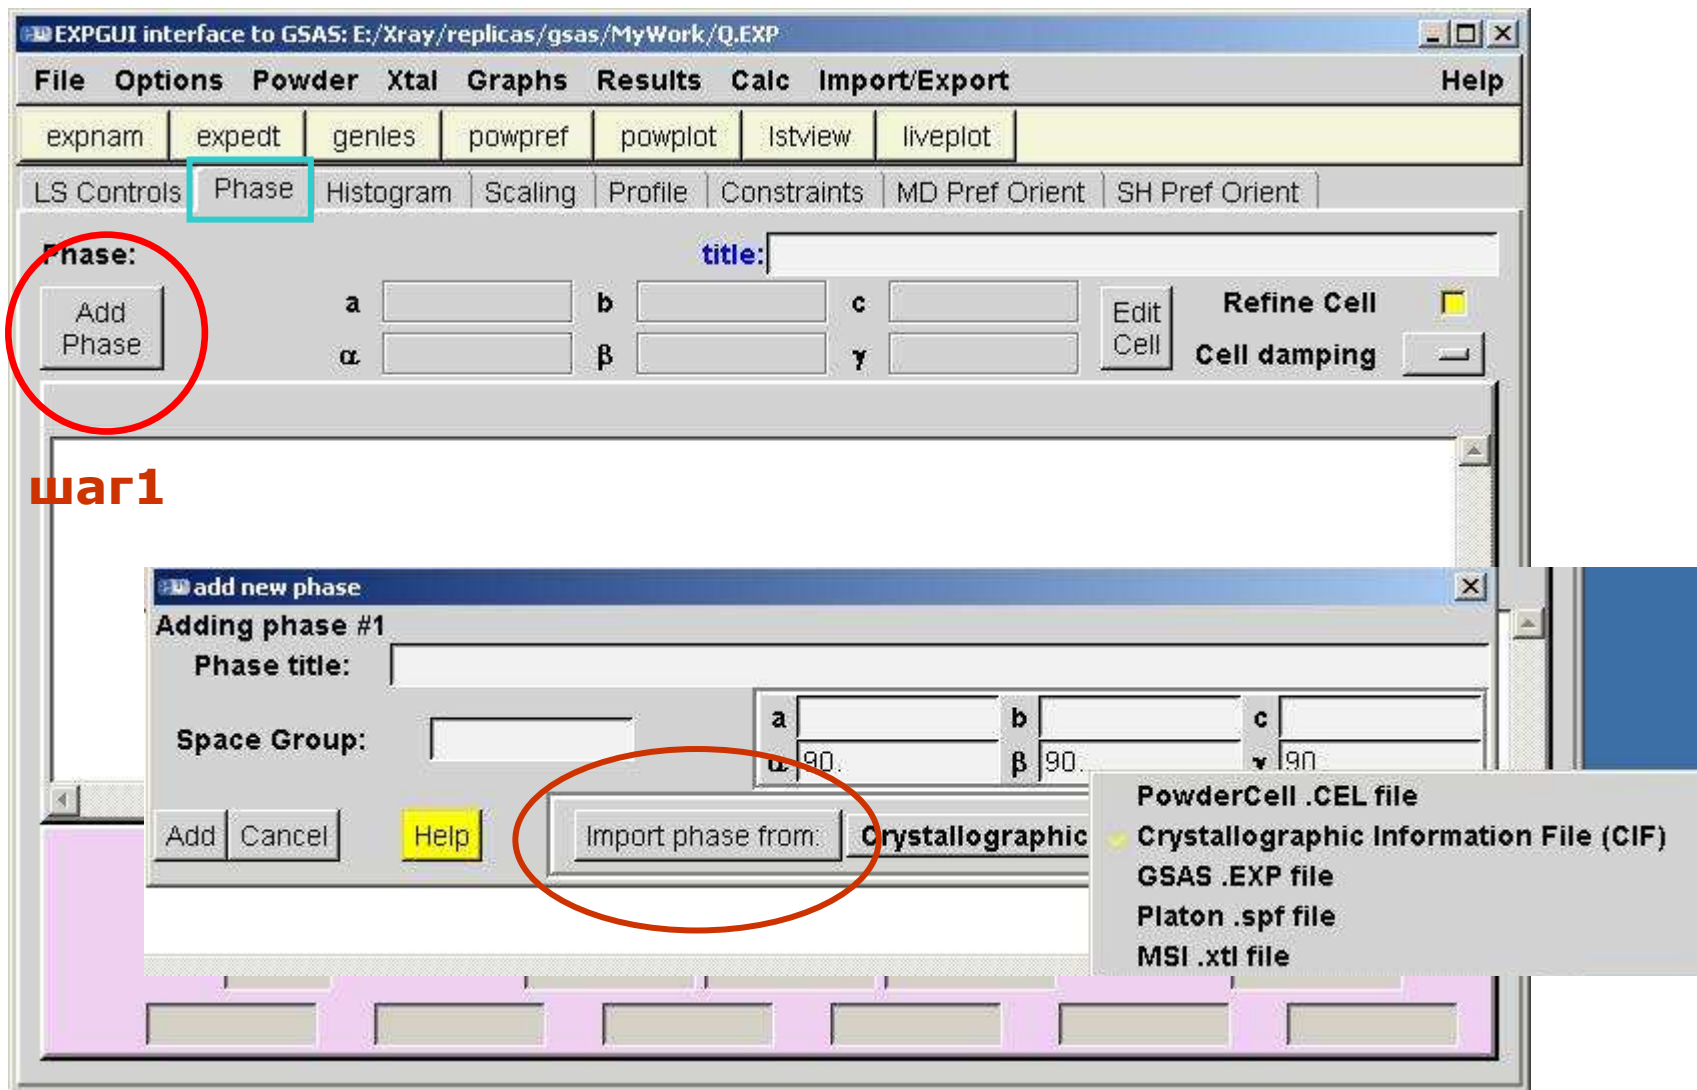 EXPGUI interface to GSAS: E:/Xray/replicas/gsas/MyWork/Q.EXP
File Options Powder Xtal Graphs Results Calc Import/Export Help
expnam expedt genles powpref powplot lstview liveplot
LS Controls Phase Histogram Scaling Profile Constraints MD Pref Orient SH Pref Orient
Phase: title:
Add Phase a b c Edit Cell Refine Cell
α β γ Cell damping
шаг1
add new phase
Adding phase #1
Phase title:
Space Group: a b c
α 90. β 90. γ 90
Add Cancel Help Import phase from: Crystallographic
PowderCell .CEL file
Crystallographic Information File (CIF)
GSAS .EXP file
Platon .spf file
MSI .xtl file